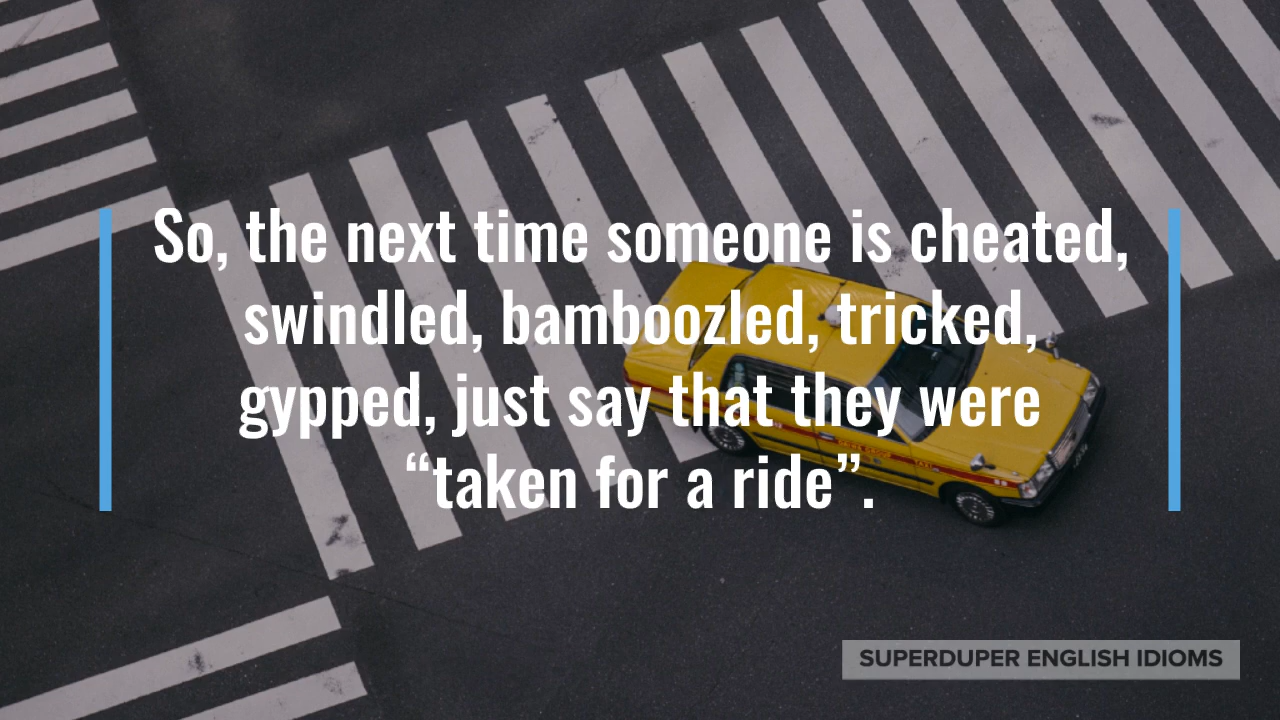 So, the next time someone is cheated,
swindled, bamboozled, tricked,
gypped, just say that they were
“taken for a ride”.
SUPERDUPER ENGLISH IDIOMS